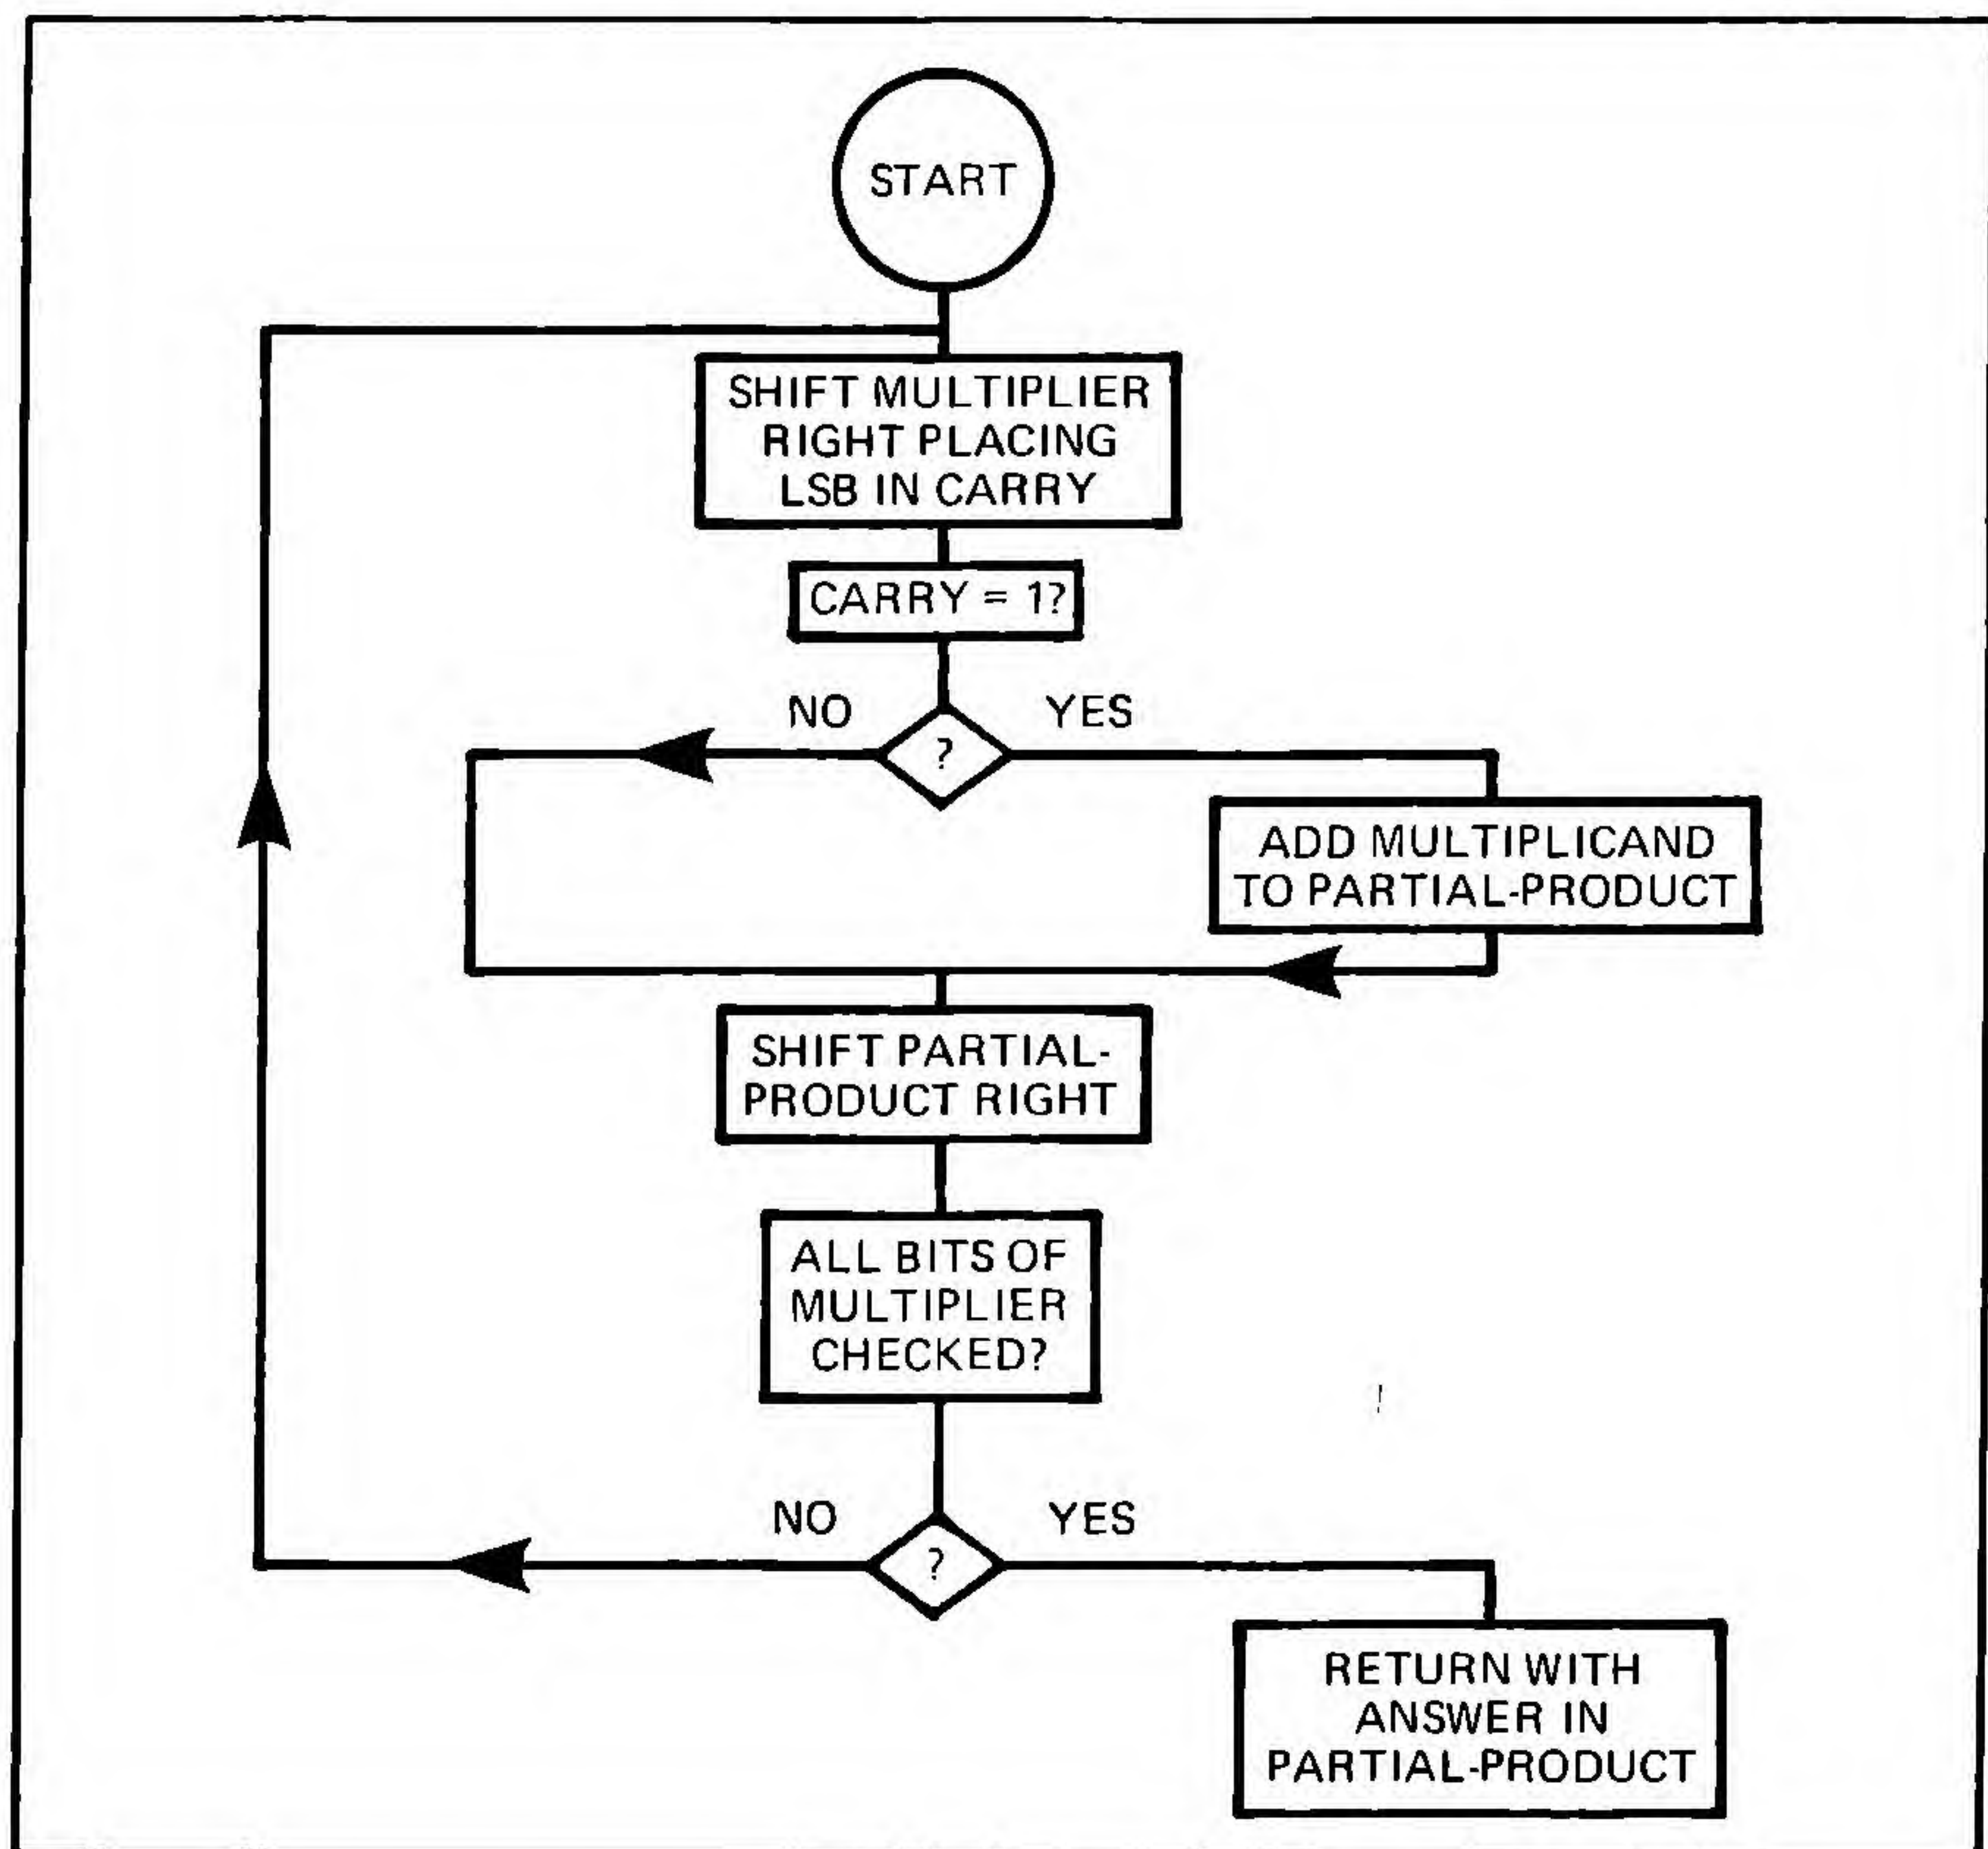 START
SHIFT MULTIPLIER
RIGHT PLACING
LSB IN CARRY
CARRY = 1?
NO
YES
?
ADD MULTIPLICAND
TO PARTIAL-PRODUCT
SHIFT PARTIAL-
PRODUCT RIGHT
ALL BITS OF
MULTIPLIER
CHECKED?
NO
YES
?
RETURN WITH
ANSWER IN
PARTIAL-PRODUCT